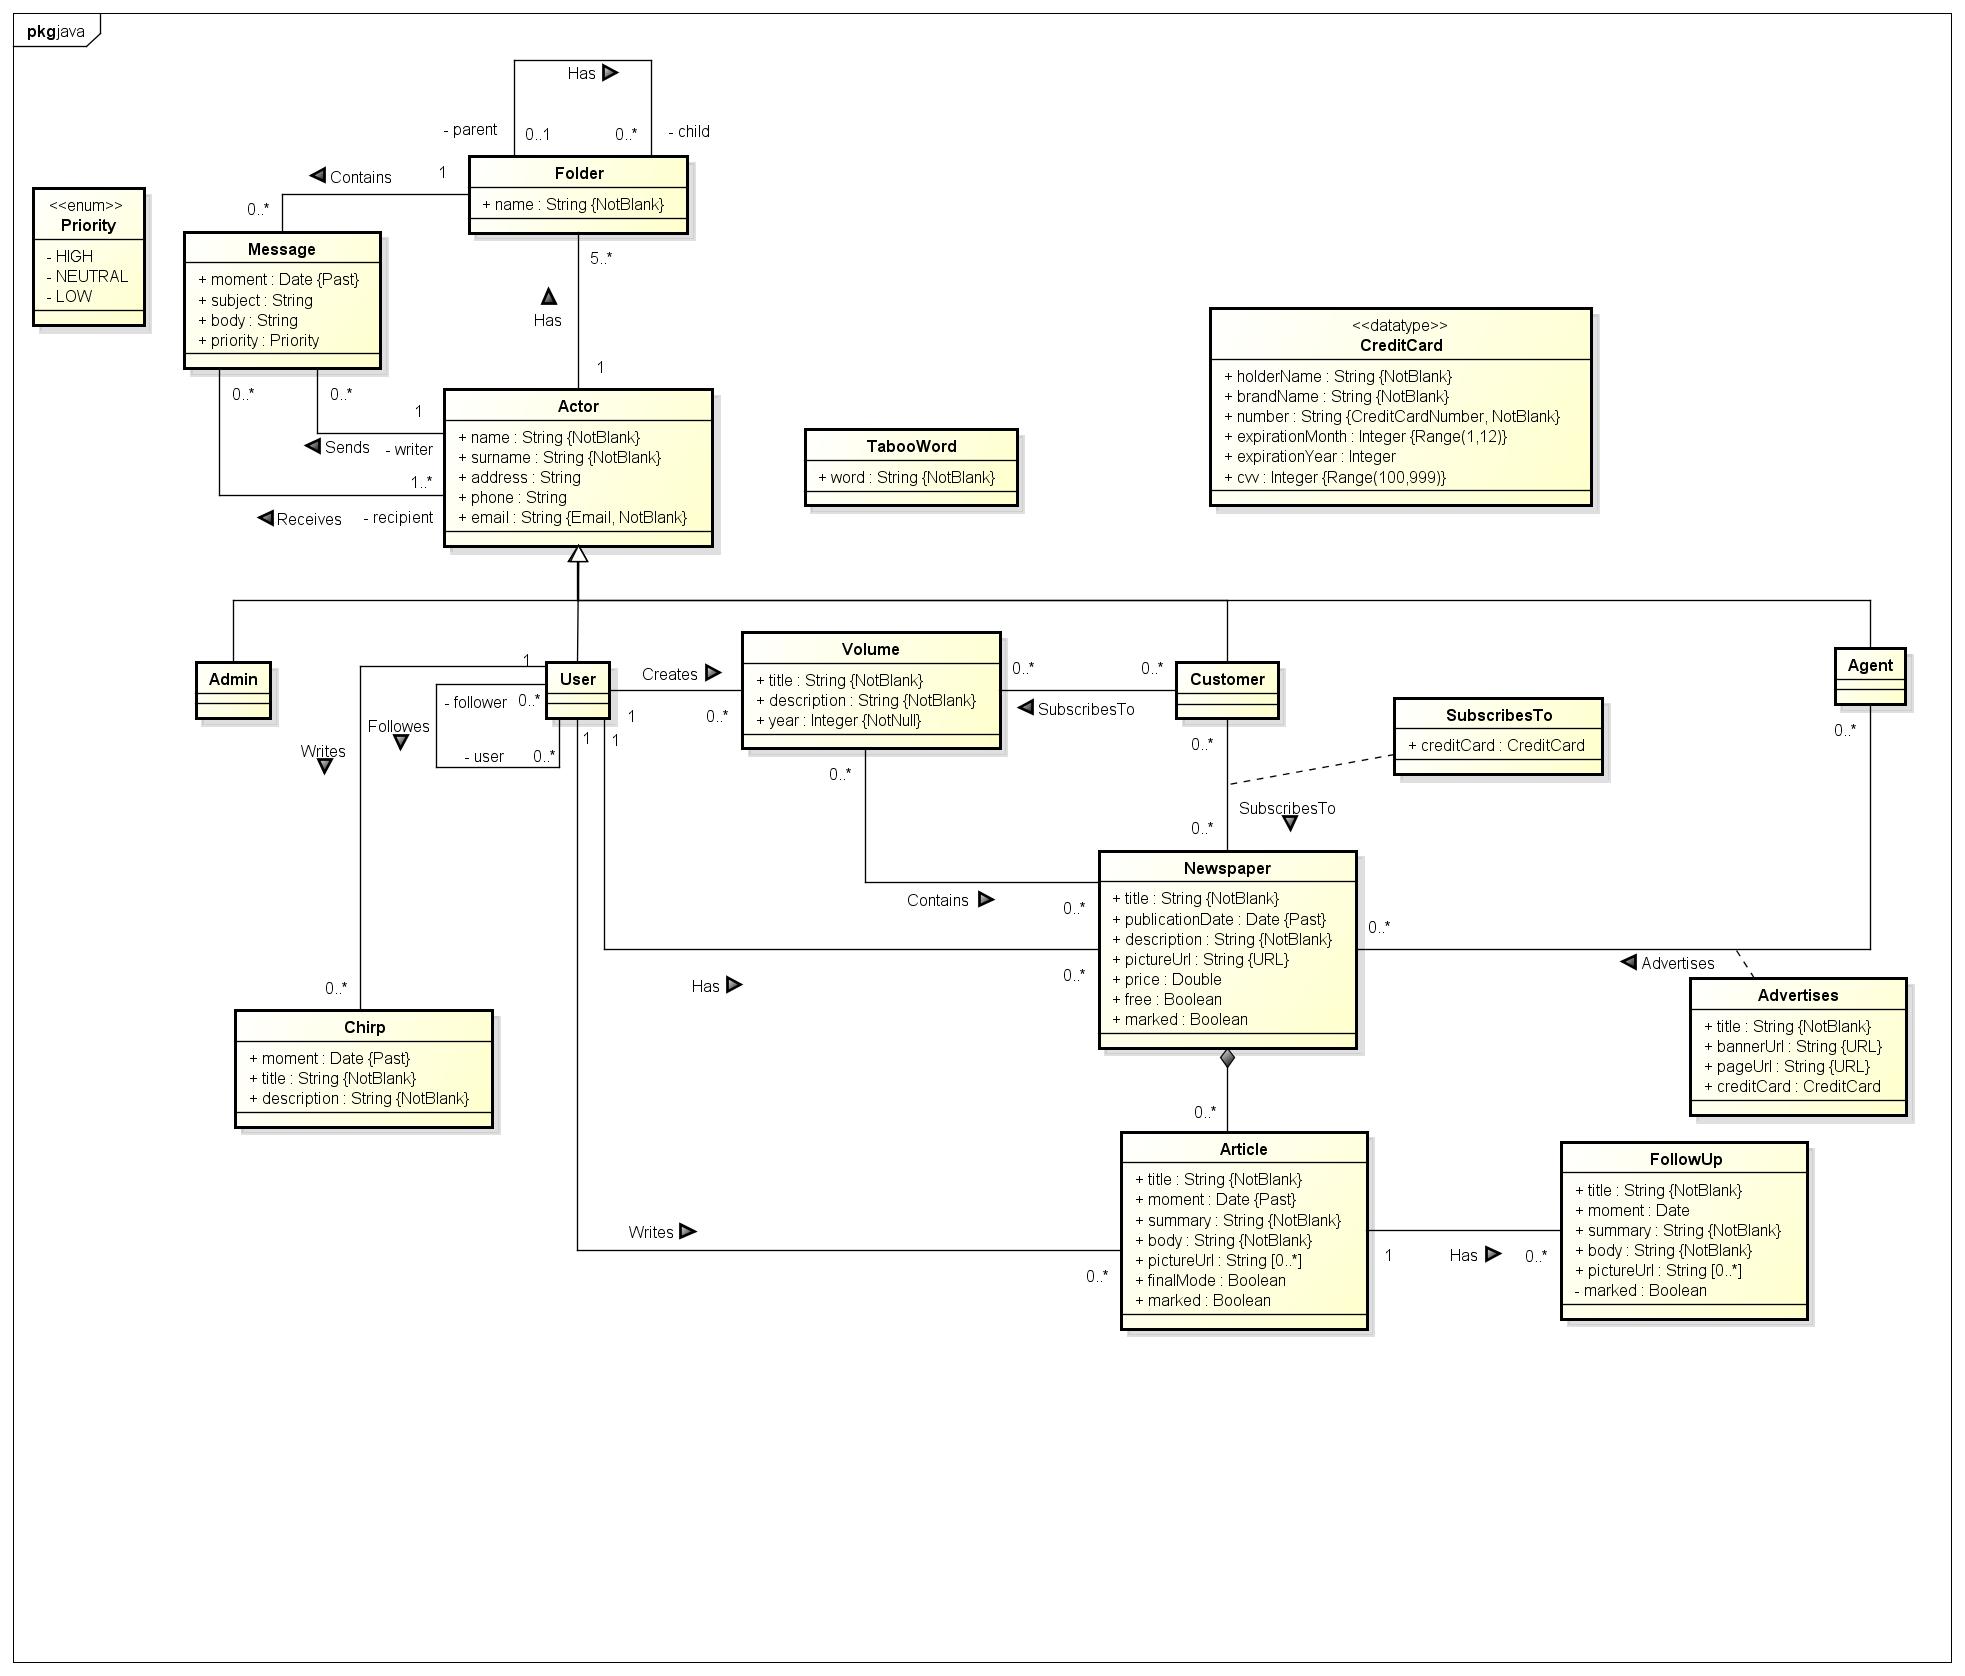 pkg java
Has
- parent
0..1
0..*
- child
Contains
1
0..*
Folder
+ name : String {NotBlank}
<<enum>>
Priority
- HIGH
- NEUTRAL
- LOW
Message
+ moment : Date {Past}
+ subject : String
+ body : String
+ priority : Priority
5..*
Has
1
0..*
0..*
1
Sends
- writer
1..*
Receives
- recipient
Actor
+ name : String {NotBlank}
+ surname : String {NotBlank}
+ address : String
+ phone : String
+ email : String {Email, NotBlank}
TabooWord
+ word : String {NotBlank}
<<datatype>>
CreditCard
+ holderName : String {NotBlank}
+ brandName : String {NotBlank}
+ number : String {CreditCardNumber, NotBlank}
+ expirationMonth : Integer {Range(1,12)}
+ expirationYear : Integer
+ cvv : Integer {Range(100,999)}
Admin
1
User
- follower
0..*
Followes
- user
0..*
Writes
1
1
Creates
1
0..*
Volume
+ title : String {NotBlank}
+ description : String {NotBlank}
+ year : Integer {NotNull}
0..*
0..*
SubscribesTo
Customer
Agent
0..*
SubscribesTo
+ creditCard : CreditCard
0..*
SubscribesTo
0..*
0..*
Contains
0..*
Newspaper
+ title : String {NotBlank}
+ publicationDate : Date {Past}
+ description : String {NotBlank}
+ pictureUrl : String {URL}
+ price : Double
+ free : Boolean
+ marked : Boolean
0..*
Advertises
Has
0..*
Advertises
+ title : String {NotBlank}
+ bannerUrl : String {URL}
+ pageUrl : String {URL}
+ creditCard : CreditCard
0..*
Chirp
+ moment : Date {Past}
+ title : String {NotBlank}
+ description : String {NotBlank}
0..*
Writes
0..*
Article
+ title : String {NotBlank}
+ moment : Date {Past}
+ summary : String {NotBlank}
+ body : String {NotBlank}
+ pictureUrl : String [0..*]
+ finalMode : Boolean
+ marked : Boolean
1
Has
0..*
FollowUp
+ title : String {NotBlank}
+ moment : Date
+ summary : String {NotBlank}
+ body : String {NotBlank}
+ pictureUrl : String [0..*]
- marked : Boolean